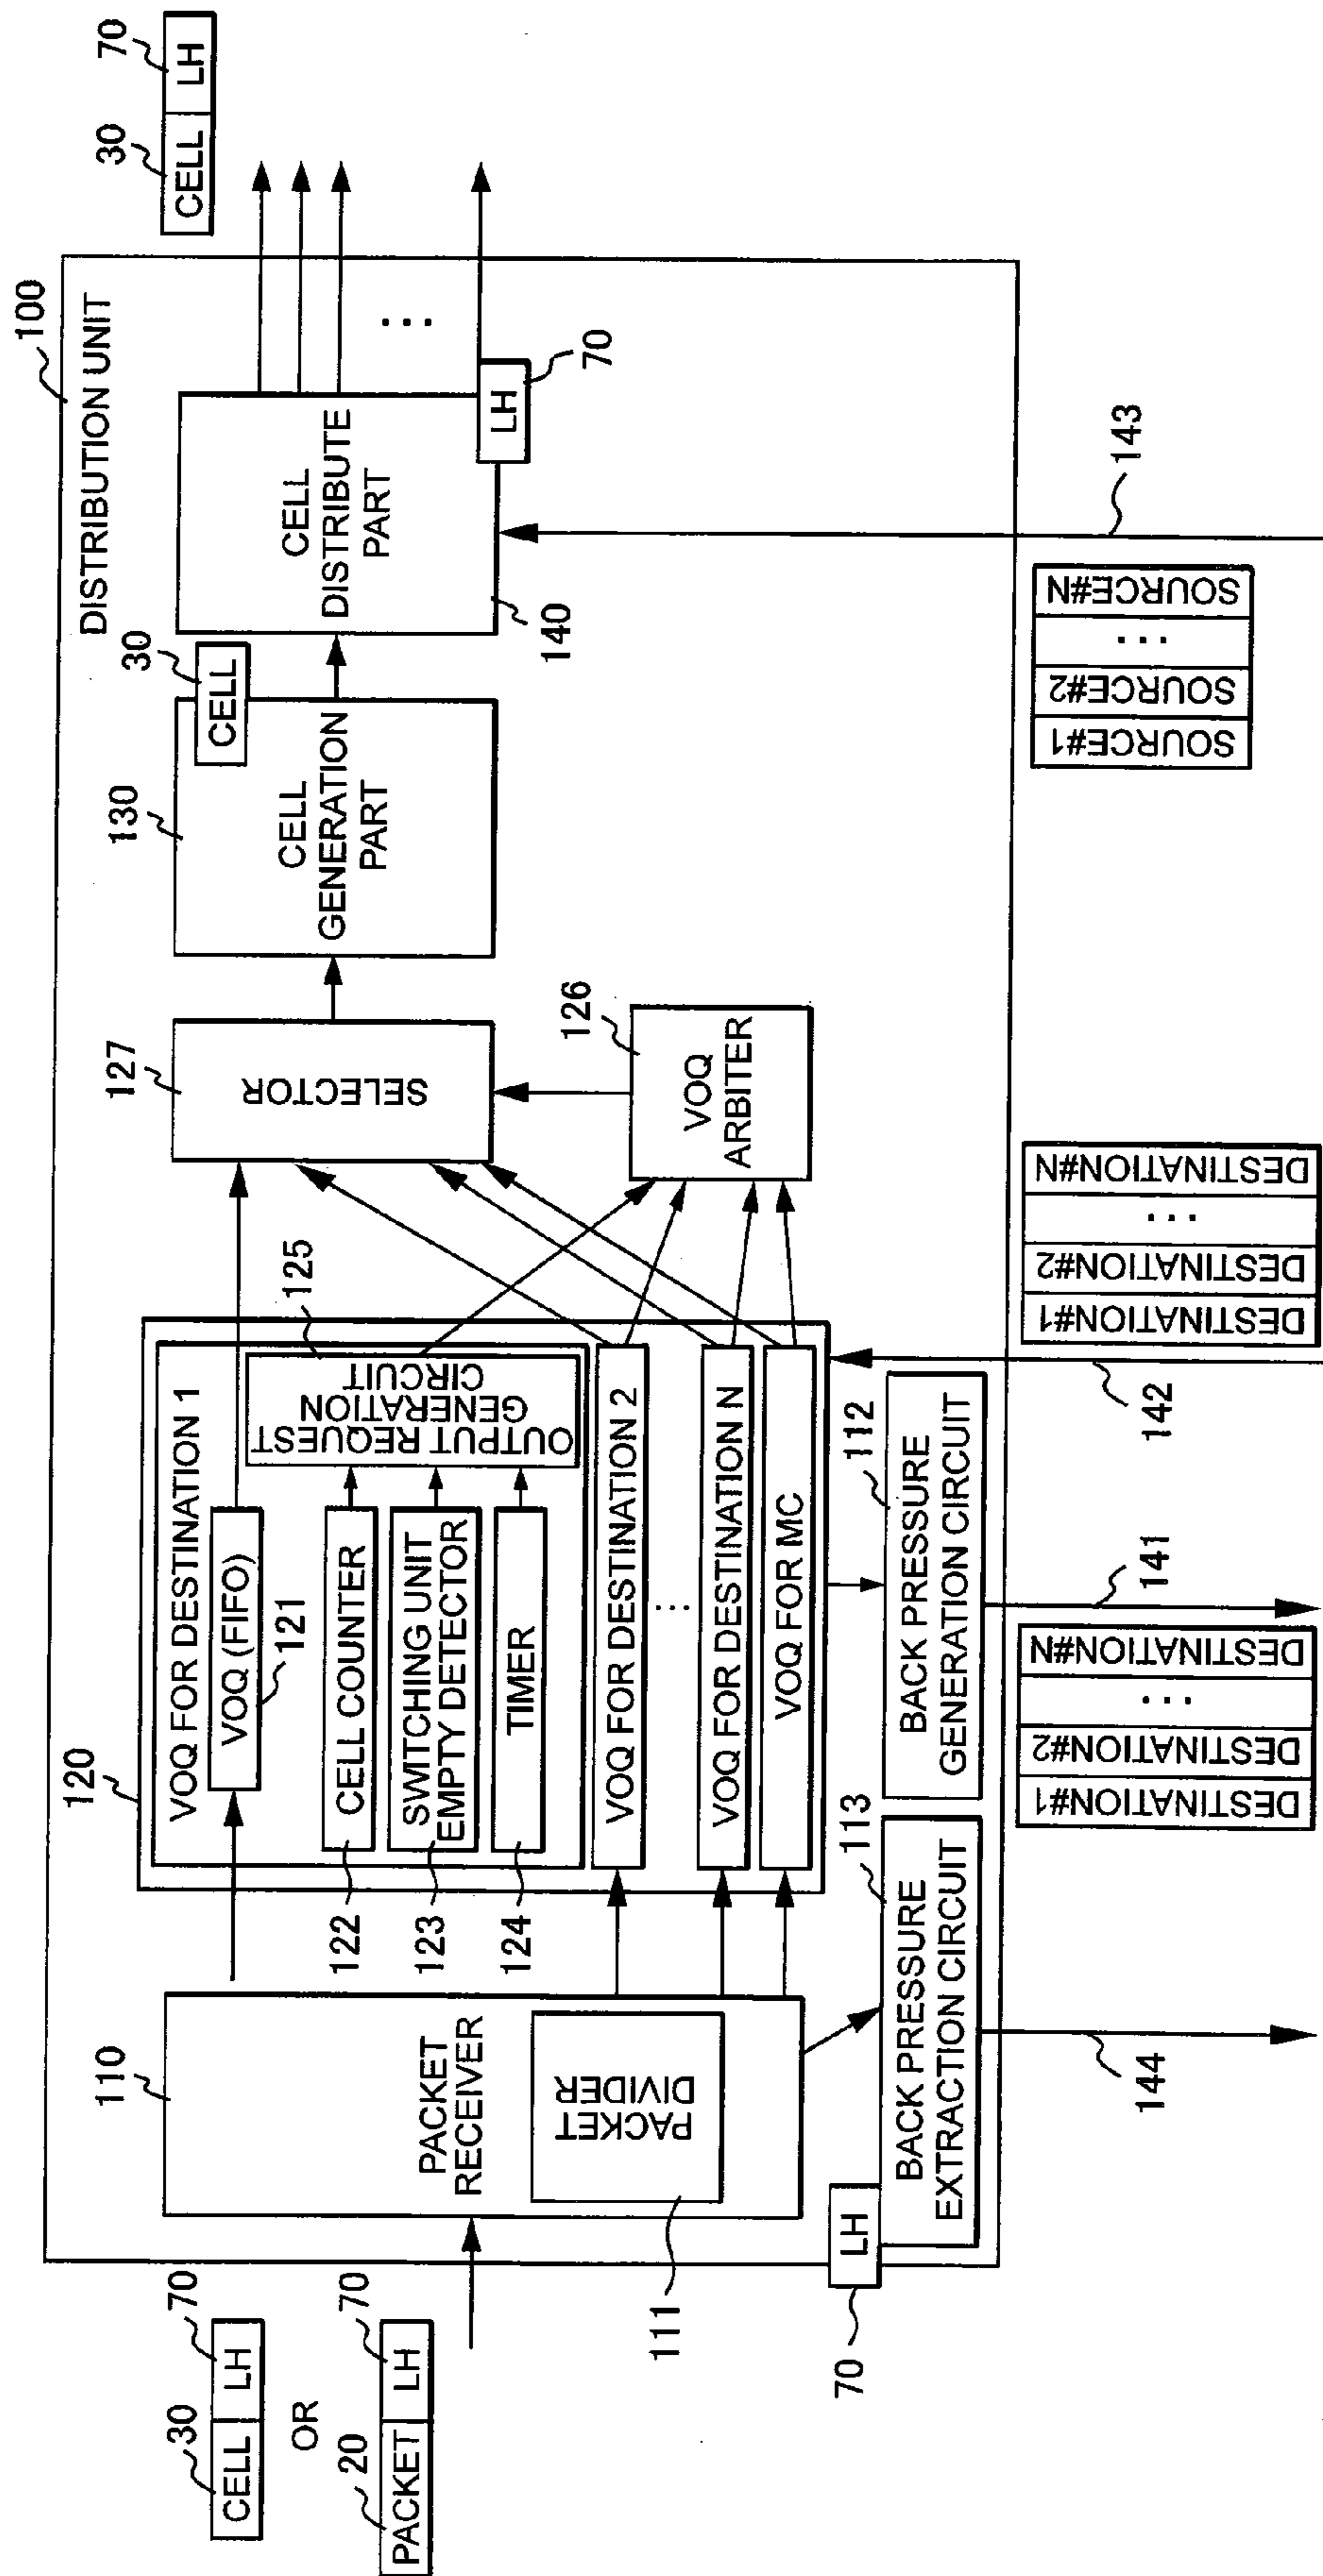 100
DISTRIBUTION UNIT
30
70
CELL
LH
OR
20
70
PACKET
LH
110
PACKET
RECEIVER
PACKET
DIVIDER
111
120
VOQ FOR DESTINATION 1
VOQ (FIFO)
121
CELL COUNTER
122
SWITCHING UNIT
EMPTY DETECTOR
123
TIMER
124
OUTPUT REQUEST
GENERATION
CIRCUIT
125
VOQ FOR DESTINATION 2
...
VOQ FOR DESTINATION N
VOQ FOR MC
127
SELECTOR
126
VOQ
ARBITER
130
CELL
GENERATION
PART
30
CELL
CELL
DISTRIBUTE
PART
140
LH
70
...
30
70
CELL
LH
LH
70
113
BACK PRESSURE
EXTRACTION CIRCUIT
144
112
BACK PRESSURE
GENERATION CIRCUIT
141
DESTINATION#1
DESTINATION#2
...
DESTINATION#N
142
DESTINATION#1
DESTINATION#2
...
DESTINATION#N
143
SOURCE#1
SOURCE#2
...
SOURCE#N